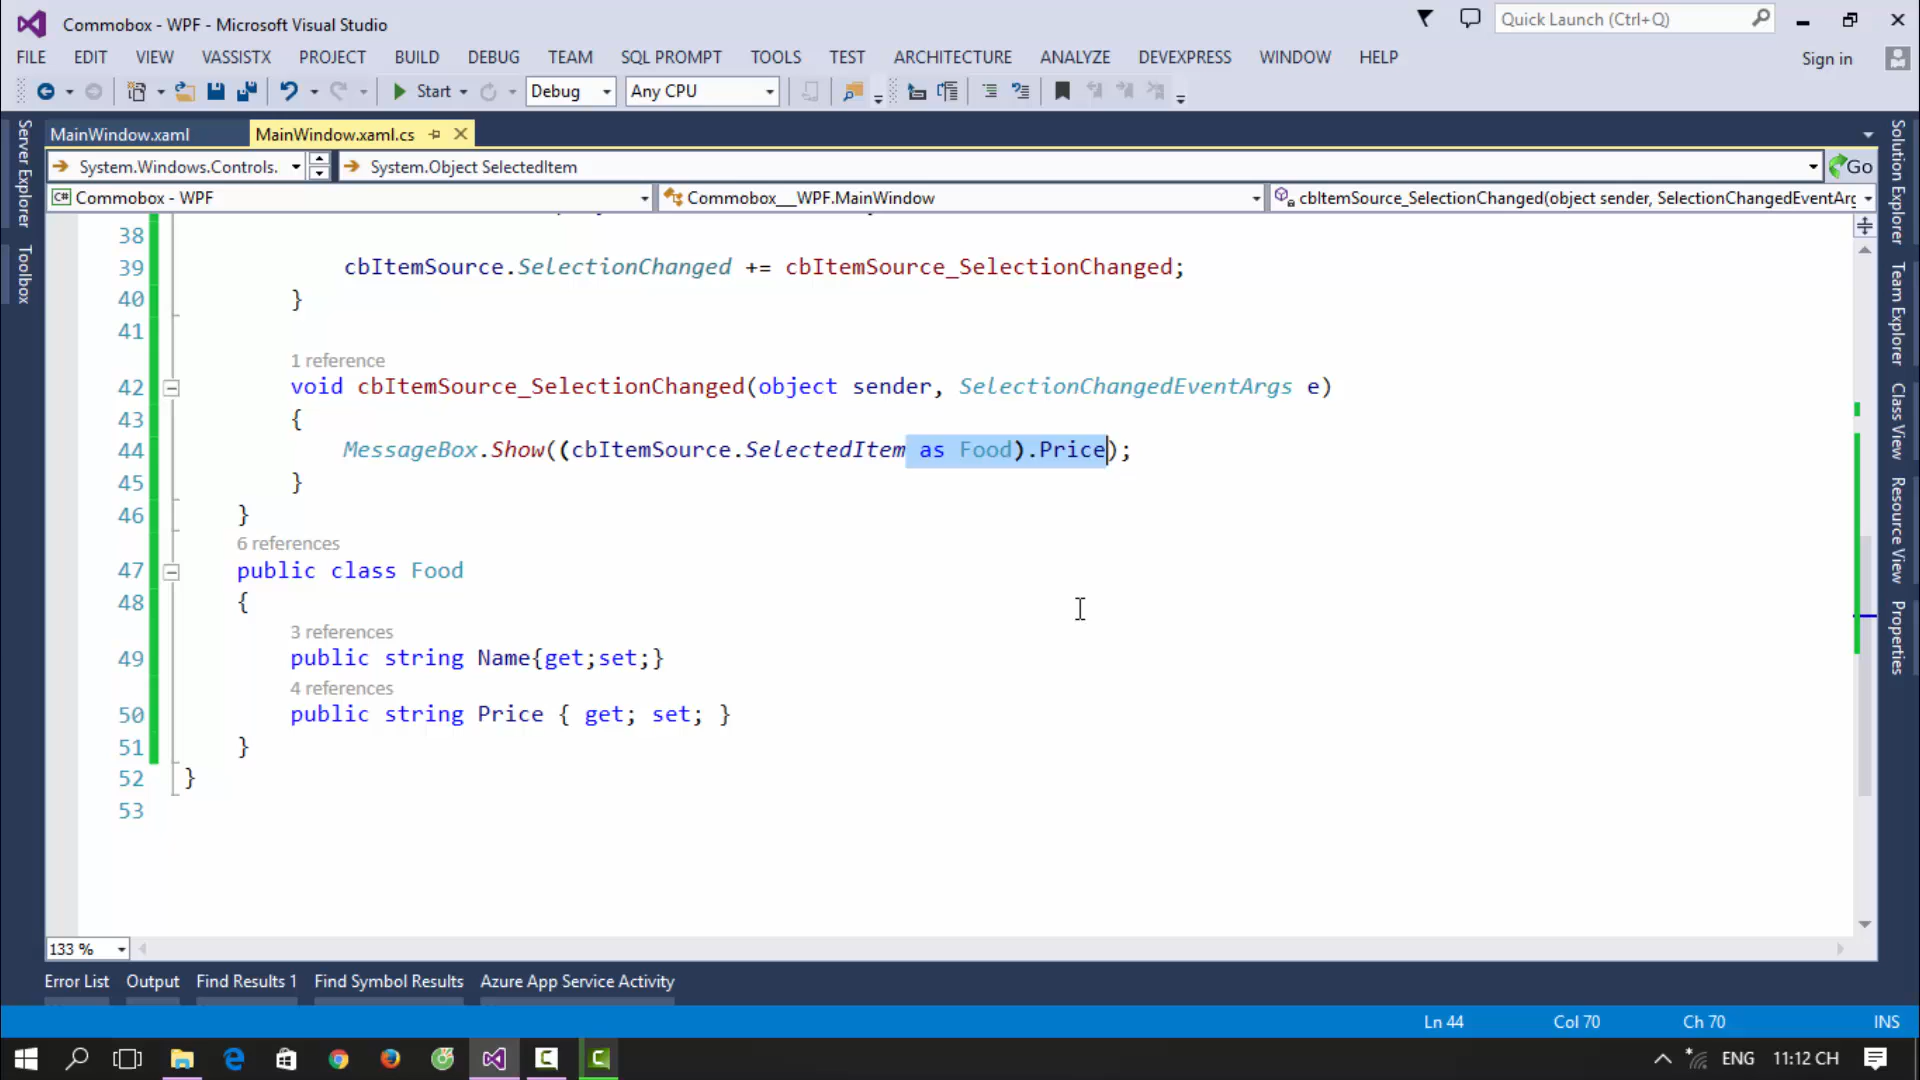 Commobox - WPF - Microsoft Visual Studio
Quick Launch (Ctrl+Q)
FILE EDIT VIEW VASSISTX PROJECT BUILD DEBUG TEAM SQL PROMPT TOOLS TEST ARCHITECTURE ANALYZE DEVEXPRESS WINDOW HELP
Sign in
Start Debug Any CPU
MainWindow.xaml MainWindow.xaml.cs
System.Windows.Controls. System.Object SelectedItem Go
C# Commobox - WPF Commobox__WPF.MainWindow cbItemSource_SelectionChanged(object sender, SelectionChangedEventArg
Server Explorer
Toolbox
38
39 cbItemSource.SelectionChanged += cbItemSource_SelectionChanged;
40 }
41
1 reference
42 void cbItemSource_SelectionChanged(object sender, SelectionChangedEventArgs e)
43 {
44 MessageBox.Show((cbItemSource.SelectedItem as Food).Price);
45 }
46 }
6 references
47 public class Food
48 {
3 references
49 public string Name{get;set;}
4 references
50 public string Price { get; set; }
51 }
52 }
53
Solution Explorer
Team Explorer
Class View
Resource View
Properties
133 %
Error List Output Find Results 1 Find Symbol Results Azure App Service Activity
Ln 44 Col 70 Ch 70 INS
ENG 11:12 CH